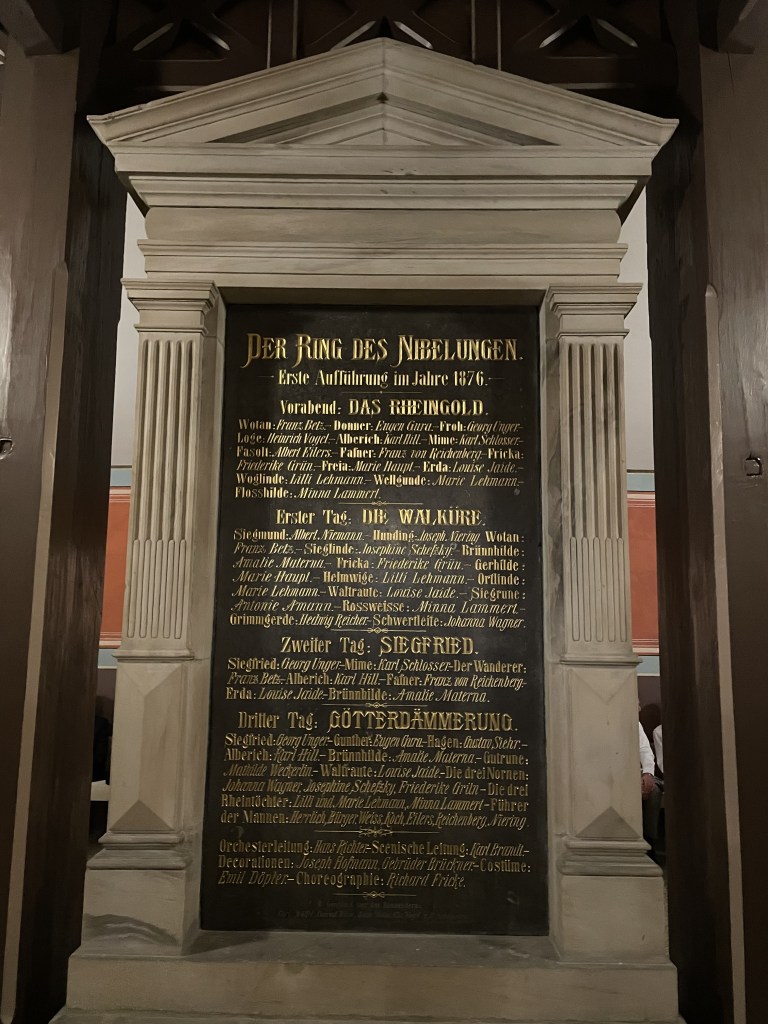 DER RING DES NIBELUNGEN.
Erste Aufführung im Jahre 1876.
Vorabend: DAS RHEINGOLD.
Wotan: Franz Betz.– Donner: Eugen Gura.– Froh: Georg Unger–
Loge: Heinrich Vogel.– Alberich: Karl Hill.– Mime: Karl Schlosser–
Fasolt: Albert Eilers.– Fafner: Franz von Reichenberg–Fricka:
Friederike Grün.– Freia: Marie Haupt.– Erda: Louise Jaide.–
Woglinde: Lilli Lehmann.– Wellgunde: Marie Lehmann.–
Flosshilde: Minna Lammert.
Erster Tag: DIE WALKÜRE.
Siegmund: Albert Niemann.– Hunding: Joseph Niering Wotan:
Franz Betz.– Sieglinde: Josephine Schefsky.– Brünnhilde:
Amalie Materna.– Fricka: Friederike Grün.– Gerhilde:
Marie Haupt.– Helmwige: Lilli Lehmann.– Ortlinde:
Marie Lehmann.– Waltraute: Louise Jaide.– Siegrune:
Antonie Amann.– Rossweisse: Minna Lammert.–
Grimmgerde: Hedwig Reicher–Schwertleite: Johanna Wagner.
Zweiter Tag: SIEGFRIED.
Siegfried: Georg Unger–Mime: Karl Schlosser–Der Wanderer:
Franz Betz–Alberich: Karl Hill.–Fafner: Franz von Reichenberg–
Erda: Louise Jaide–Brünnhilde: Amalie Materna.
Dritter Tag: GÖTTERDÄMMERUNG.
Siegfried: Georg Unger–Gunther: Eugen Gura–Hagen: Gustav Siehr.–
Alberich: Karl Hill.– Brünnhilde: Amalie Materna–Gutrune:
Mathilde Weckerlin–Waltraute: Louise Jaide–Die drei Nornen:
Johanna Wagner, Josephine Schefsky, Friederike Grün–Die drei
Rheintöchter: Lilli und Marie Lehmann, Minna Lammert–Führer
der Mannen: Herrlich, Bürger, Weiss, Koch, Eilers, Reichenberg, Niering
Orchesterleitung: Hans Richter–Scenische Leitung: Karl Brandt.–
Decorationen: Joseph Hofmann, Gebrüder Brückner–Costüme:
Emil Döpler–Choreographie: Richard Fricke.